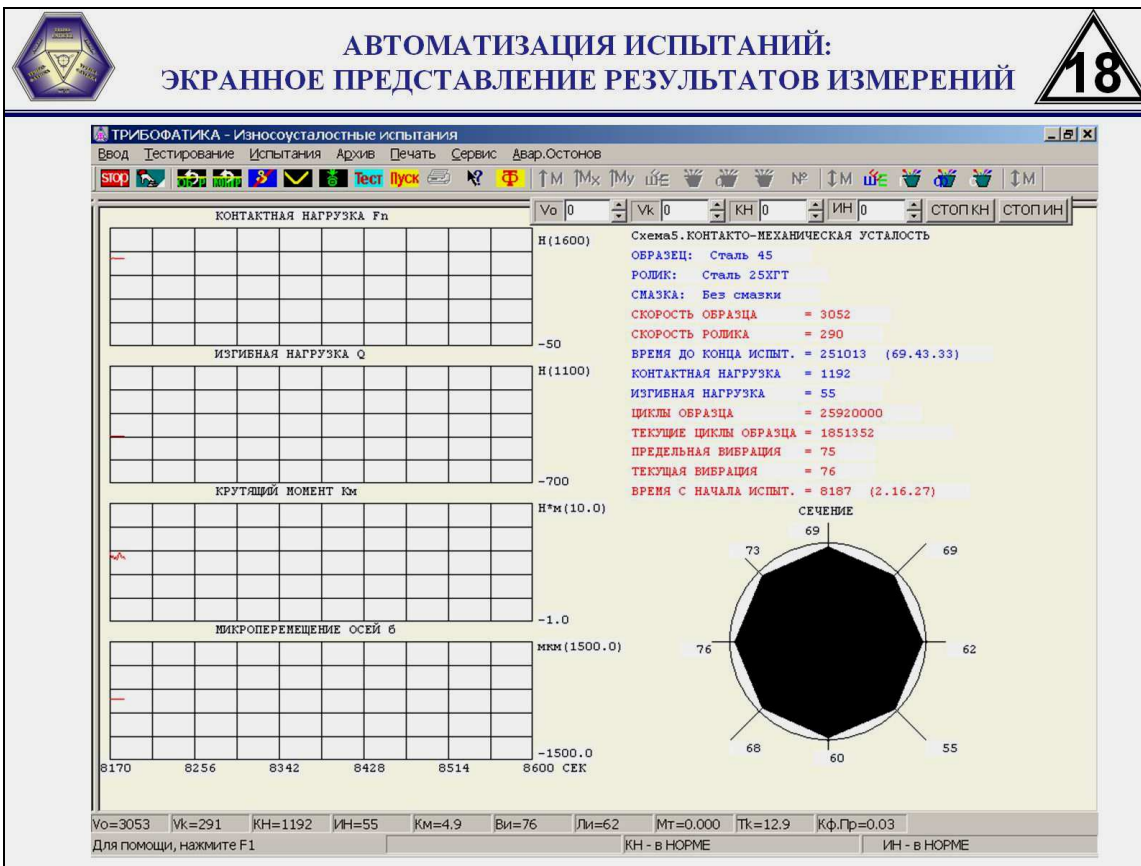 АВТОМАТИЗАЦИЯ ИСПЫТАНИЙ:
ЭКРАННОЕ ПРЕДСТАВЛЕНИЕ РЕЗУЛЬТАТОВ ИЗМЕРЕНИЙ
18
ТРИБОФАТИКА - Износоусталостные испытания
Ввод Тестирование Испытания Архив Печать Сервис Авар.Остонов
STOP Тест Пуск Ф ↑М ↑Мх ↑Му № ↕М ↕М
Vo 0 Vk 0 КН 0 ИН 0 СТОП КН СТОП ИН
КОНТАКТНАЯ НАГРУЗКА Fn
Н(1600)
-50
ИЗГИБНАЯ НАГРУЗКА Q
Н(1100)
-700
КРУТЯЩИЙ МОМЕНТ Км
Н*м(10.0)
-1.0
МИКРОПЕРЕМЕЩЕНИЕ ОСЕЙ б
мкм(1500.0)
-1500.0
8170 8256 8342 8428 8514 8600 СЕК
Схема5.КОНТАКТО-МЕХАНИЧЕСКАЯ УСТАЛОСТЬ
ОБРАЗЕЦ: Сталь 45
РОЛИК: Сталь 25ХГТ
СМАЗКА: Без смазки
СКОРОСТЬ ОБРАЗЦА = 3052
СКОРОСТЬ РОЛИКА = 290
ВРЕМЯ ДО КОНЦА ИСПЫТ. = 251013 (69.43.33)
КОНТАКТНАЯ НАГРУЗКА = 1192
ИЗГИБНАЯ НАГРУЗКА = 55
ЦИКЛЫ ОБРАЗЦА = 25920000
ТЕКУЩИЕ ЦИКЛЫ ОБРАЗЦА = 1851352
ПРЕДЕЛЬНАЯ ВИБРАЦИЯ = 75
ТЕКУЩАЯ ВИБРАЦИЯ = 76
ВРЕМЯ С НАЧАЛА ИСПЫТ. = 8187 (2.16.27)
СЕЧЕНИЕ
69
73 69
76 62
68 55
60
Vo=3053 Vk=291 КН=1192 ИН=55 Км=4.9 Ви=76 Ли=62 Мт=0.000 Тк=12.9 Кф.Пр=0.03
Для помощи, нажмите F1 КН - в НОРМЕ ИН - в НОРМЕ